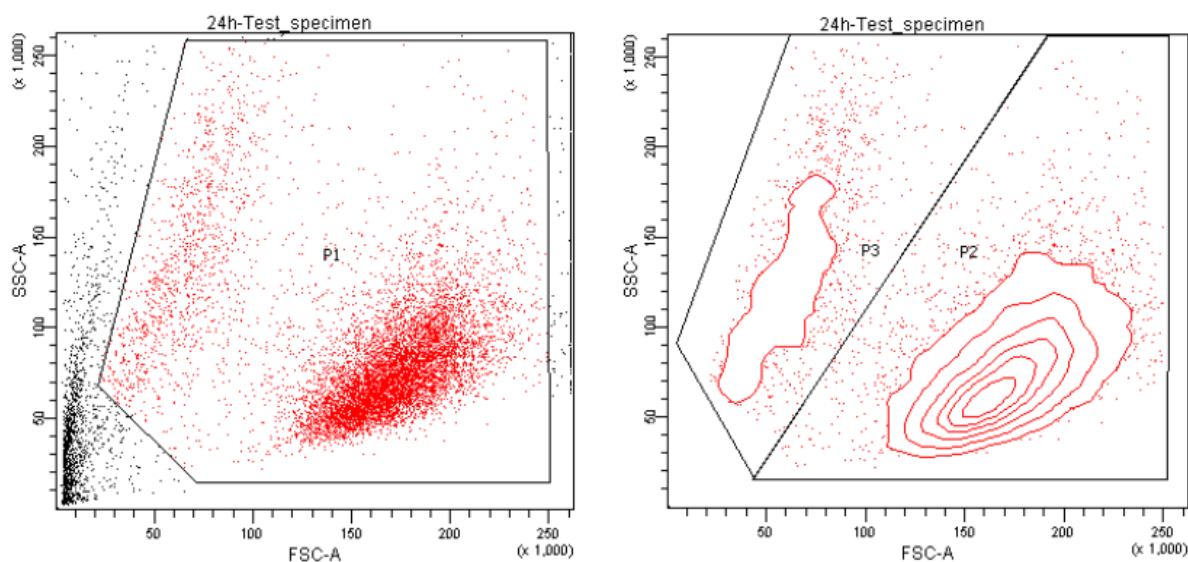 24h-Test_specimen
(x 1,000)
250
200
150
100
50
SSC-A
P1
50 100 150 200 250
FSC-A
(x 1,000)
24h-Test_specimen
(x 1,000)
250
200
150
100
50
SSC-A
P3 P2
50 100 150 200 250
FSC-A
(x 1,000)